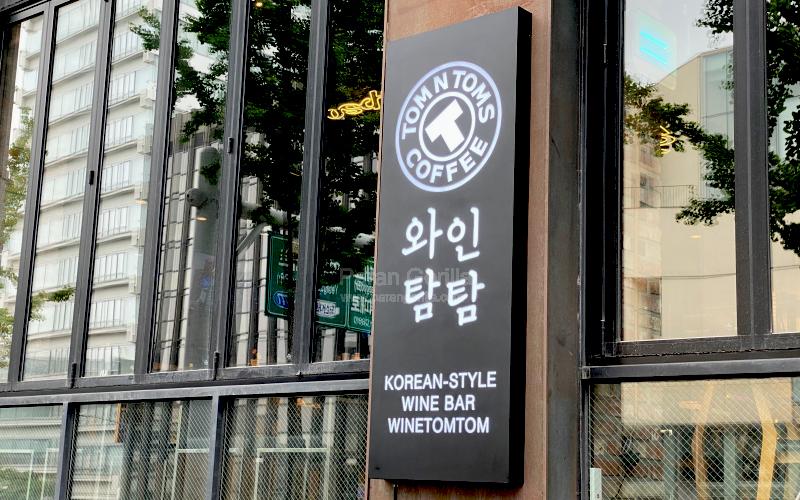 TOM N TOMS
COFFEE
T
와인
탐탐
KOREAN-STYLE
WINE BAR
WINETOMTOM